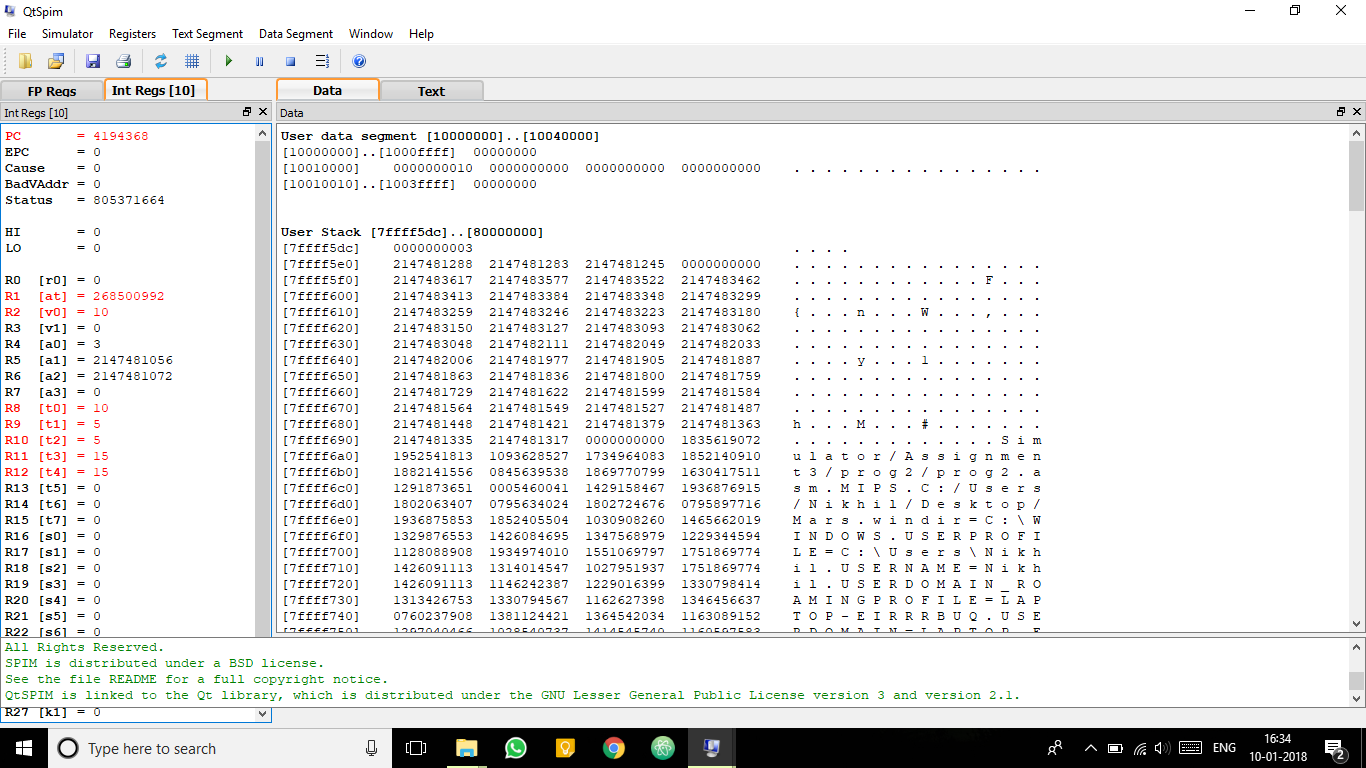 QtSpim
File Simulator Registers Text Segment Data Segment Window Help
FP Regs Int Regs [10] Data Text
Int Regs [10]
PC = 4194368
EPC = 0
Cause = 0
BadVAddr = 0
Status = 805371664
HI = 0
LO = 0
R0 [r0] = 0
R1 [at] = 268500992
R2 [v0] = 10
R3 [v1] = 0
R4 [a0] = 3
R5 [a1] = 2147481056
R6 [a2] = 2147481072
R7 [a3] = 0
R8 [t0] = 10
R9 [t1] = 5
R10 [t2] = 5
R11 [t3] = 15
R12 [t4] = 15
R13 [t5] = 0
R14 [t6] = 0
R15 [t7] = 0
R16 [s0] = 0
R17 [s1] = 0
R18 [s2] = 0
R19 [s3] = 0
R20 [s4] = 0
R21 [s5] = 0
R22 [s6] = 0
Data
User data segment [10000000]..[10040000]
[10000000]..[1000ffff] 00000000
[10010000] 0000000010 0000000000 0000000000 0000000000 . . . . . . . . . . . . . . . .
[10010010]..[1003ffff] 00000000
User Stack [7ffff5dc]..[80000000]
[7ffff5dc] 0000000003 . . . .
[7ffff5e0] 2147481288 2147481283 2147481245 0000000000 . . . . . . . . . . . . . . . .
[7ffff5f0] 2147483617 2147483577 2147483522 2147483462 . . . . . . . . . . . . F . . .
[7ffff600] 2147483413 2147483384 2147483348 2147483299 . . . . . . . . . . . . . . . .
[7ffff610] 2147483259 2147483246 2147483223 2147483180 { . . . n . . . W . . . , . . .
[7ffff620] 2147483150 2147483127 2147483093 2147483062 . . . . . . . . . . . . . . . .
[7ffff630] 2147483048 2147482111 2147482049 2147482033 . . . . . . . . . . . . . . . .
[7ffff640] 2147482006 2147481977 2147481905 2147481887 . . . . y . . . l . . . . . . .
[7ffff650] 2147481863 2147481836 2147481800 2147481759 . . . . . . . . . . . . . . . .
[7ffff660] 2147481729 2147481622 2147481599 2147481584 . . . . . . . . . . . . . . . .
[7ffff670] 2147481564 2147481549 2147481527 2147481487 . . . . . . . . . . . . . . . .
[7ffff680] 2147481448 2147481421 2147481379 2147481363 h . . . M . . . # . . . . . . .
[7ffff690] 2147481335 2147481317 0000000000 1835619072 . . . . . . . . . . . . . S i m
[7ffff6a0] 1952541813 1093628527 1734964083 1852140910 u l a t o r / A s s i g n m e n
[7ffff6b0] 1882141556 0845639538 1869770799 1630417511 t 3 / p r o g 2 / p r o g 2 . a
[7ffff6c0] 1291873651 0005460041 1429158467 1936876915 s m . M I P S . C : / U s e r s
[7ffff6d0] 1802063407 0795634024 1802724676 0795897716 / N i k h i l / D e s k t o p /
[7ffff6e0] 1936875853 1852405504 1030908260 1465662019 M a r s . w i n d i r = C : \ W
[7ffff6f0] 1329876553 1426084695 1347568979 1229344594 I N D O W S . U S E R P R O F I
[7ffff700] 1128088908 1934974010 1551069797 1751869774 L E = C : \ U s e r s \ N i k h
[7ffff710] 1426091113 1314014547 1027951937 1751869774 i l . U S E R N A M E = N i k h
[7ffff720] 1426091113 1146242387 1229016399 1330798414 i l . U S E R D O M A I N _ R O
[7ffff730] 1313426753 1330794567 1162627398 1346456637 A M I N G P R O F I L E = L A P
[7ffff740] 0760237908 1381124421 1364542034 1163089152 T O P - E I R R R B U Q . U S E
All Rights Reserved.
SPIM is distributed under a BSD license.
See the file README for a full copyright notice.
QtSPIM is linked to the Qt library, which is distributed under the GNU Lesser General Public License version 3 and version 2.1.
R27 [k1] = 0
Type here to search
ENG
16:34
10-01-2018
2